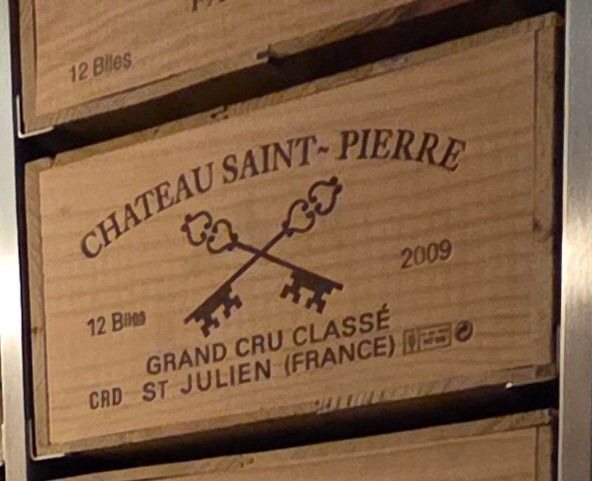 12 Blles
CHATEAU SAINT-PIERRE
2009
12 Blles
GRAND CRU CLASSÉ
CRD ST JULIEN (FRANCE)